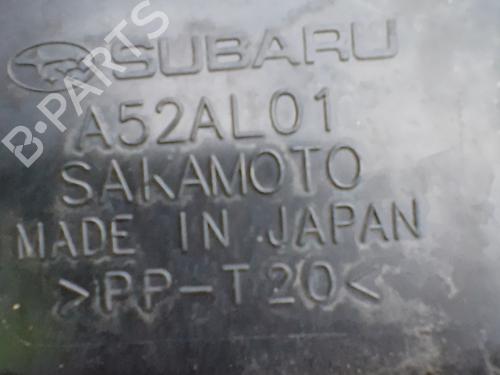 SUBARU
B-PARTS
A52AL01
SAKAMOTO
MADE IN JAPAN
>PP-T20<